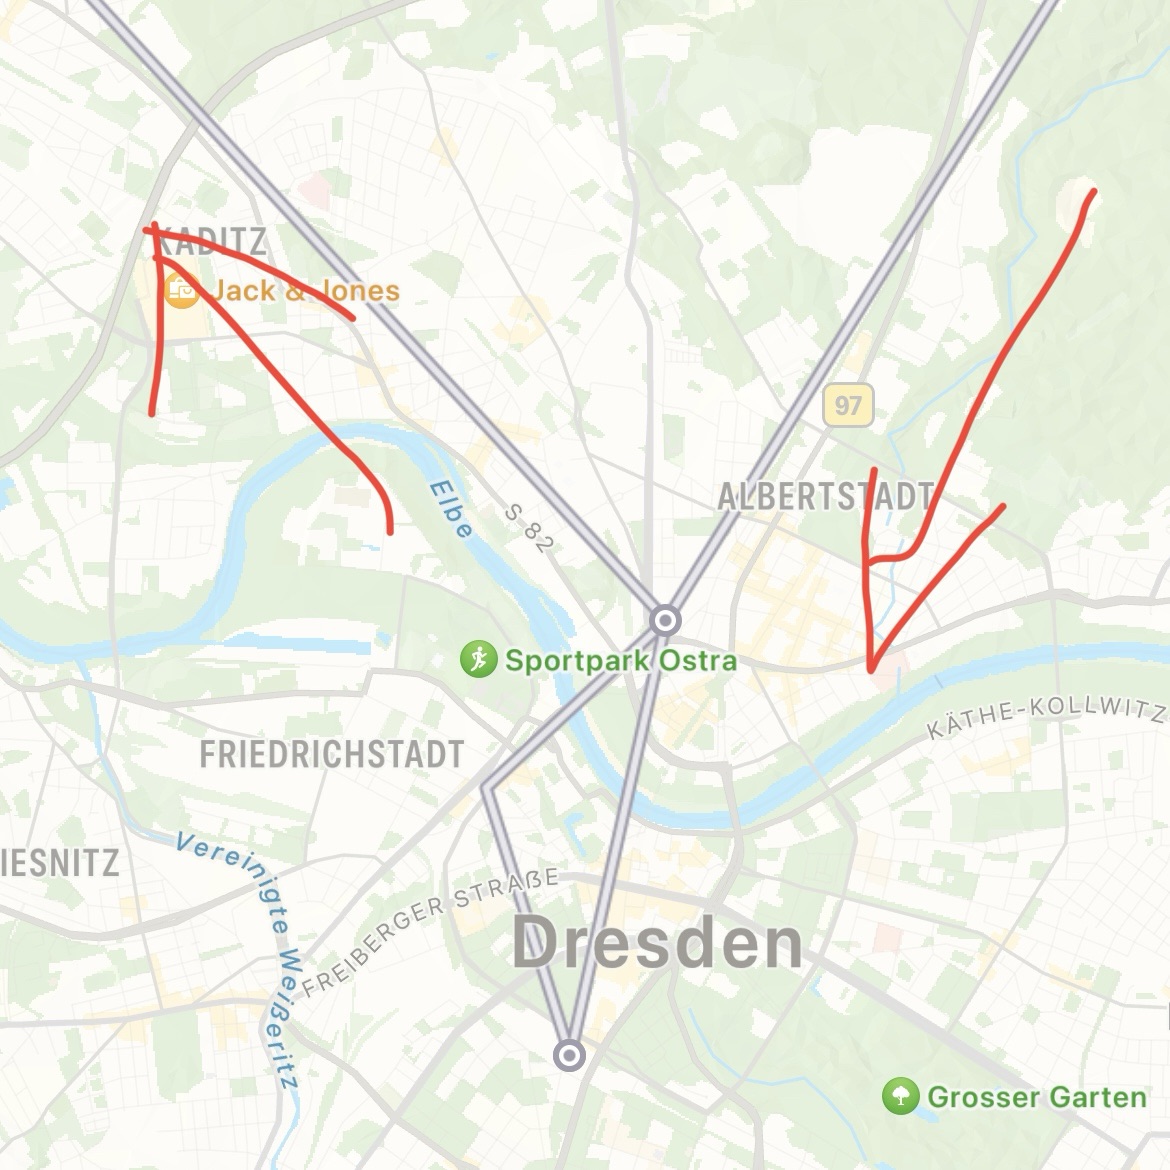 KADITZ
Jack & Jones
97
Elbe
ALBERTSTADT
S 82
Sportpark Ostra
KÄTHE-KOLLWITZ
FRIEDRICHSTADT
IESNITZ
Vereinigte Weißeritz
FREIBERGER STRAßE
Dresden
Grosser Garten